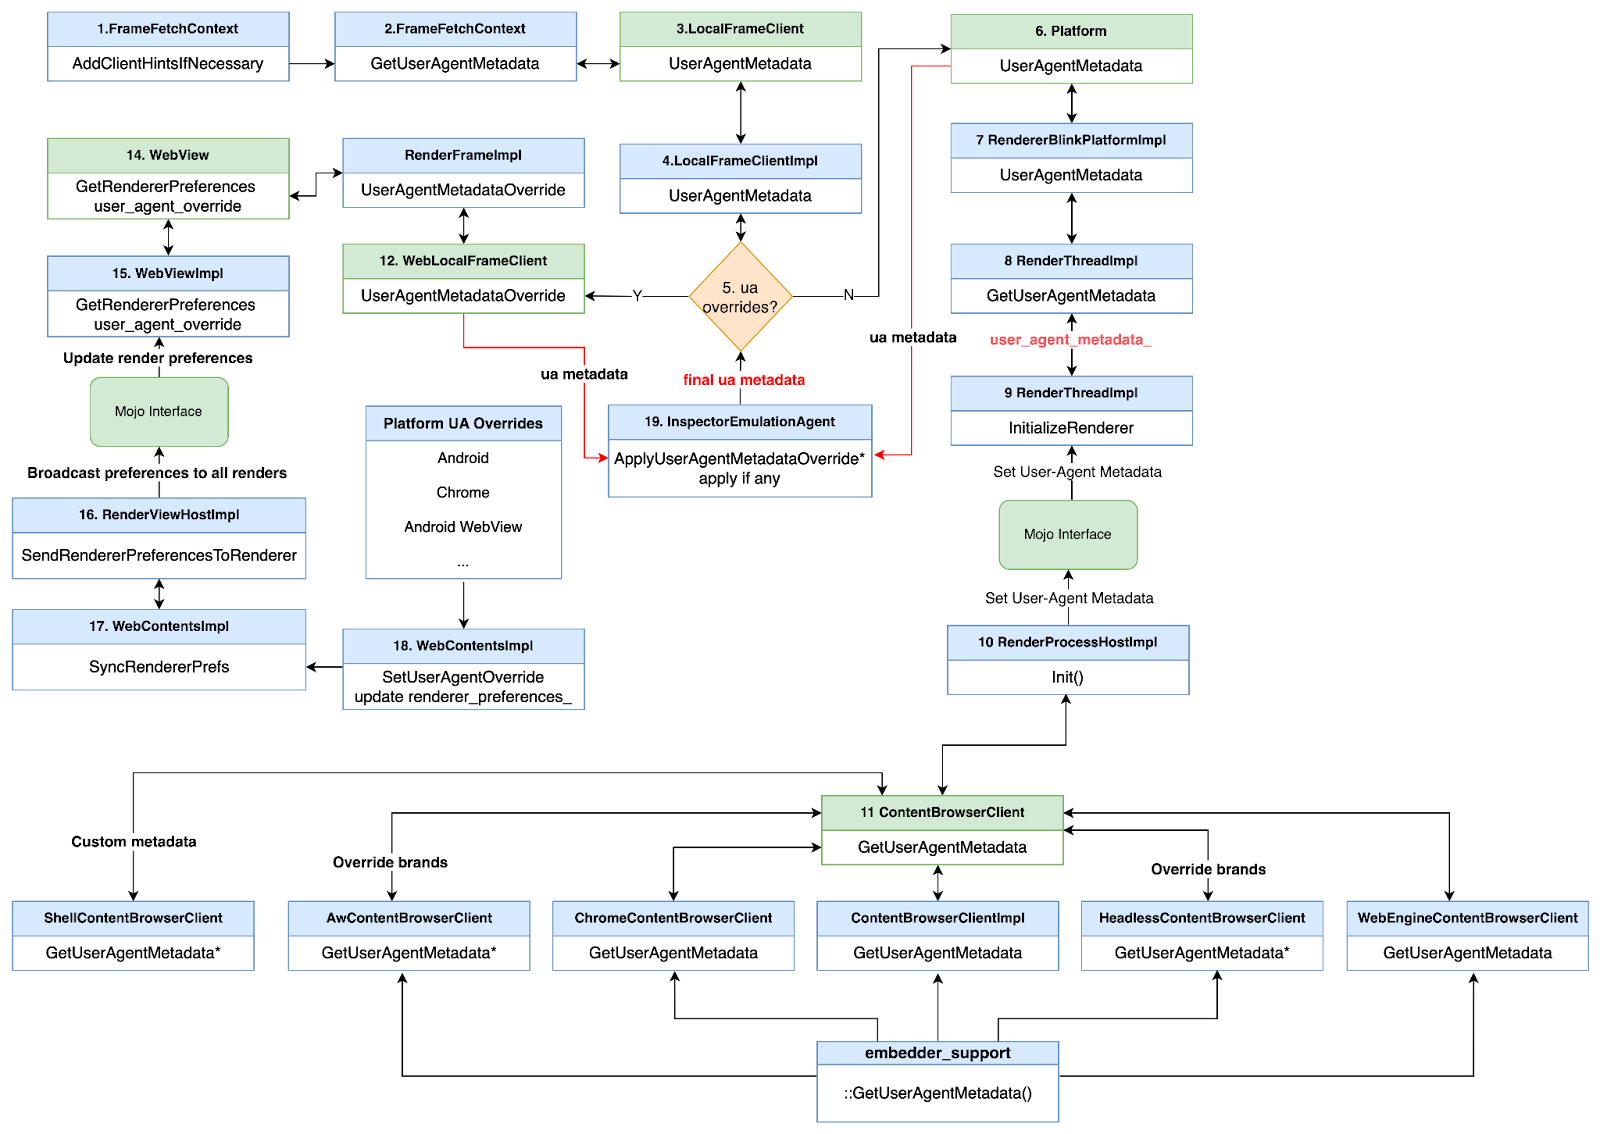 1.FrameFetchContext
AddClientHintsIfNecessary
2.FrameFetchContext
GetUserAgentMetadata
3.LocalFrameClient
UserAgentMetadata
6. Platform
UserAgentMetadata
14. WebView
GetRendererPreferences
user_agent_override
RenderFrameImpl
UserAgentMetadataOverride
4.LocalFrameClientImpl
UserAgentMetadata
7 RendererBlinkPlatformImpl
UserAgentMetadata
15. WebViewImpl
GetRendererPreferences
user_agent_override
12. WebLocalFrameClient
UserAgentMetadataOverride
Y
5. ua
overrides?
N
8 RenderThreadImpl
GetUserAgentMetadata
ua metadata
user_agent_metadata_
Update render preferences
ua metadata
final ua metadata
Mojo Interface
9 RenderThreadImpl
InitializeRenderer
Platform UA Overrides
Android
Chrome
Android WebView
...
19. InspectorEmulationAgent
ApplyUserAgentMetadataOverride*
apply if any
Set User-Agent Metadata
Broadcast preferences to all renders
16. RenderViewHostImpl
SendRendererPreferencesToRenderer
Mojo Interface
Set User-Agent Metadata
17. WebContentsImpl
SyncRendererPrefs
18. WebContentsImpl
SetUserAgentOverride
update renderer_preferences_
10 RenderProcessHostImpl
Init()
11 ContentBrowserClient
GetUserAgentMetadata
Custom metadata
Override brands
Override brands
ShellContentBrowserClient
GetUserAgentMetadata*
AwContentBrowserClient
GetUserAgentMetadata*
ChromeContentBrowserClient
GetUserAgentMetadata
ContentBrowserClientImpl
GetUserAgentMetadata
HeadlessContentBrowserClient
GetUserAgentMetadata*
WebEngineContentBrowserClient
GetUserAgentMetadata
embedder_support
::GetUserAgentMetadata()